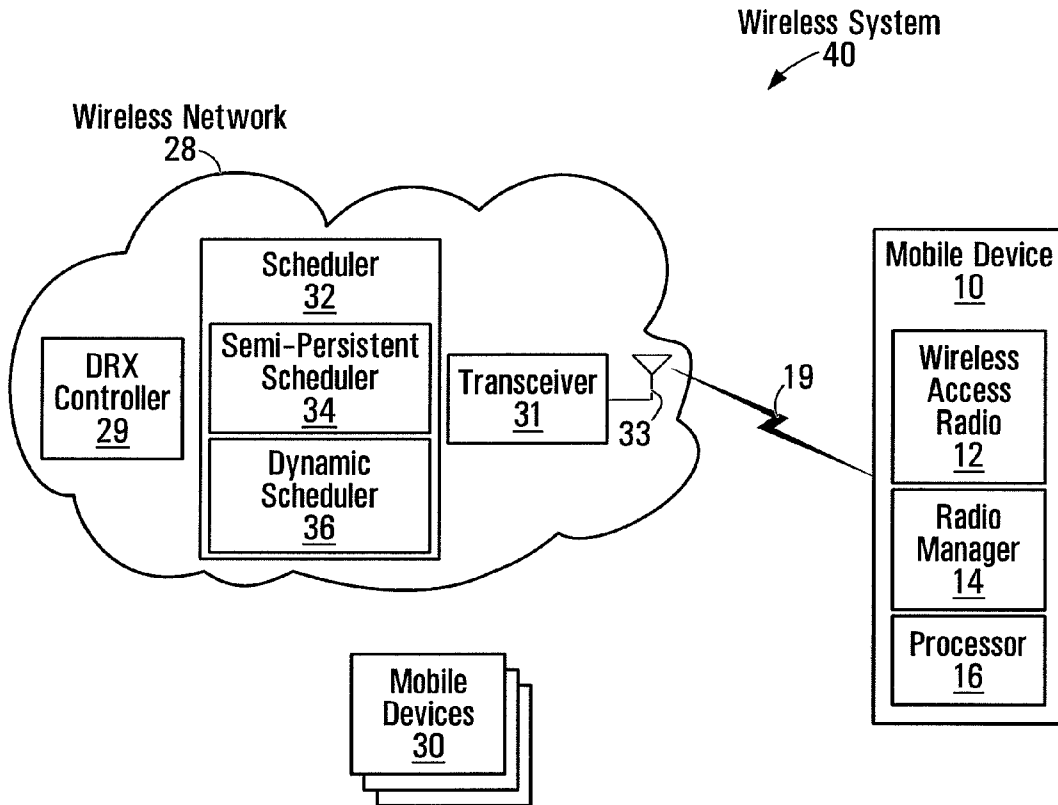 Wireless System
40
Wireless Network
28
Scheduler
32
Semi-Persistent
Scheduler
34
Dynamic
Scheduler
36
DRX
Controller
29
Transceiver
31
33
19
Mobile Device
10
Wireless
Access
Radio
12
Radio
Manager
14
Processor
16
Mobile
Devices
30